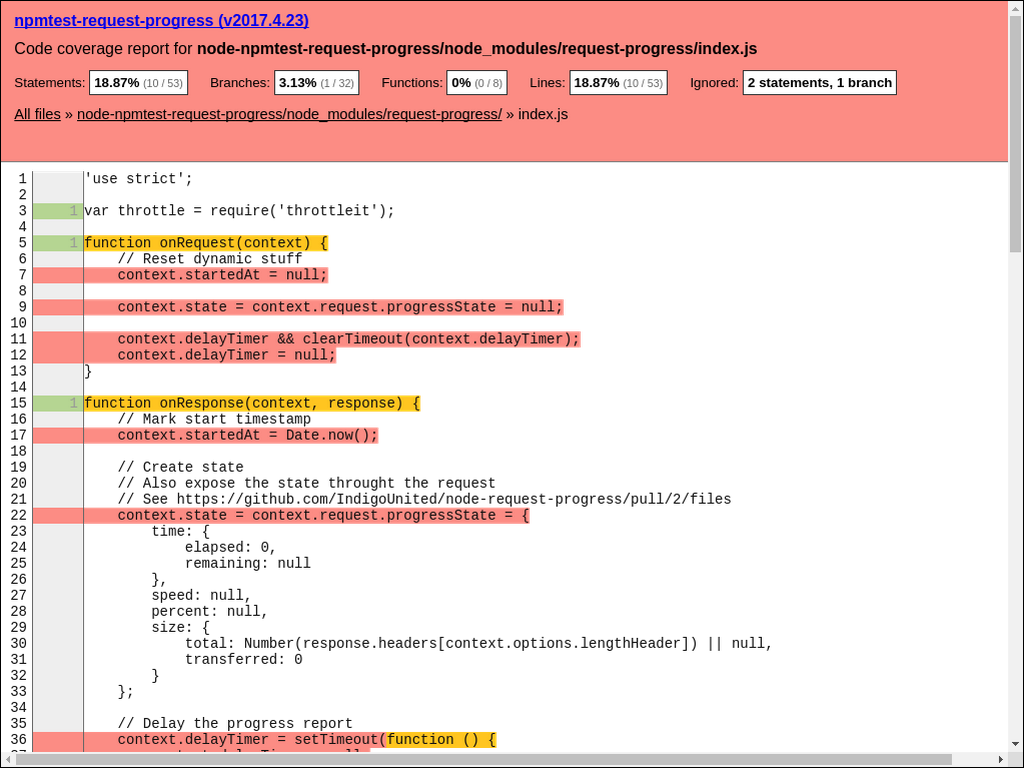 npmtest-request-progress (v2017.4.23)
Code coverage report for node-npmtest-request-progress/node_modules/request-progress/index.js
Statements: 18.87% (10 / 53) Branches: 3.13% (1 / 32) Functions: 0% (0 / 8) Lines: 18.87% (10 / 53) Ignored: 2 statements, 1 branch
All files » node-npmtest-request-progress/node_modules/request-progress/ » index.js
1 'use strict';
2
3 1 var throttle = require('throttleit');
4
5 1 function onRequest(context) {
6 // Reset dynamic stuff
7 context.startedAt = null;
8
9 context.state = context.request.progressState = null;
10
11 context.delayTimer && clearTimeout(context.delayTimer);
12 context.delayTimer = null;
13 }
14
15 1 function onResponse(context, response) {
16 // Mark start timestamp
17 context.startedAt = Date.now();
18
19 // Create state
20 // Also expose the state throught the request
21 // See https://github.com/IndigoUnited/node-request-progress/pull/2/files
22 context.state = context.request.progressState = {
23 time: {
24 elapsed: 0,
25 remaining: null
26 },
27 speed: null,
28 percent: null,
29 size: {
30 total: Number(response.headers[context.options.lengthHeader]) || null,
31 transferred: 0
32 }
33 };
34
35 // Delay the progress report
36 context.delayTimer = setTimeout(function () {